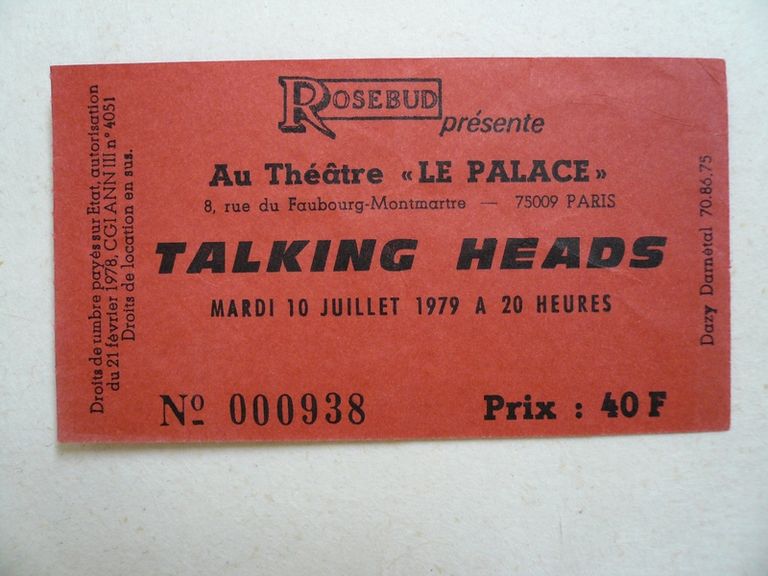 ROSEBUD
présente
Au Théâtre «LE PALACE»
8, rue du Faubourg-Montmartre — 75009 PARIS
TALKING HEADS
MARDI 10 JUILLET 1979 A 20 HEURES
Nº 000938
Prix : 40 F
Droits de timbre payés sur Etat, autorisation
du 21 février 1978, CGI ANN III n° 4051
Droits de location en sus.
Dazy Darnétal 70.86.75